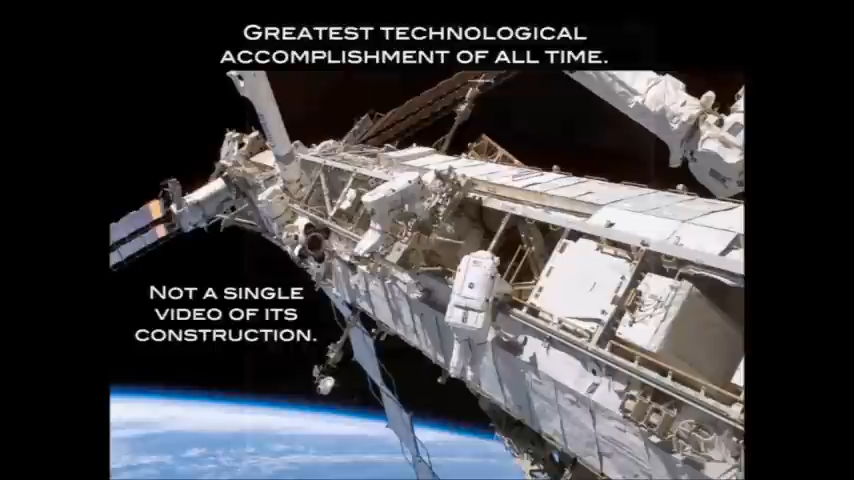 Greatest technological
accomplishment of all time.
Not a single
video of its
construction.